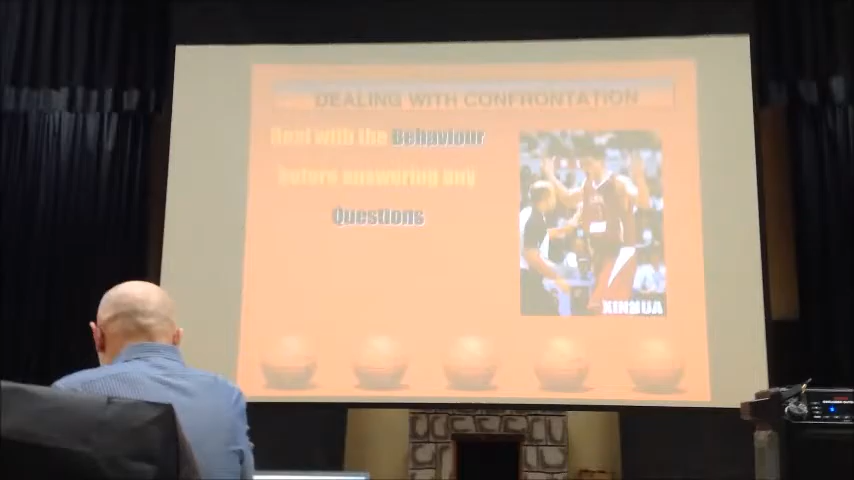 DEALING WITH CONFRONTATION
Deal with the Behaviour
before answering any
Questions
XINHUA